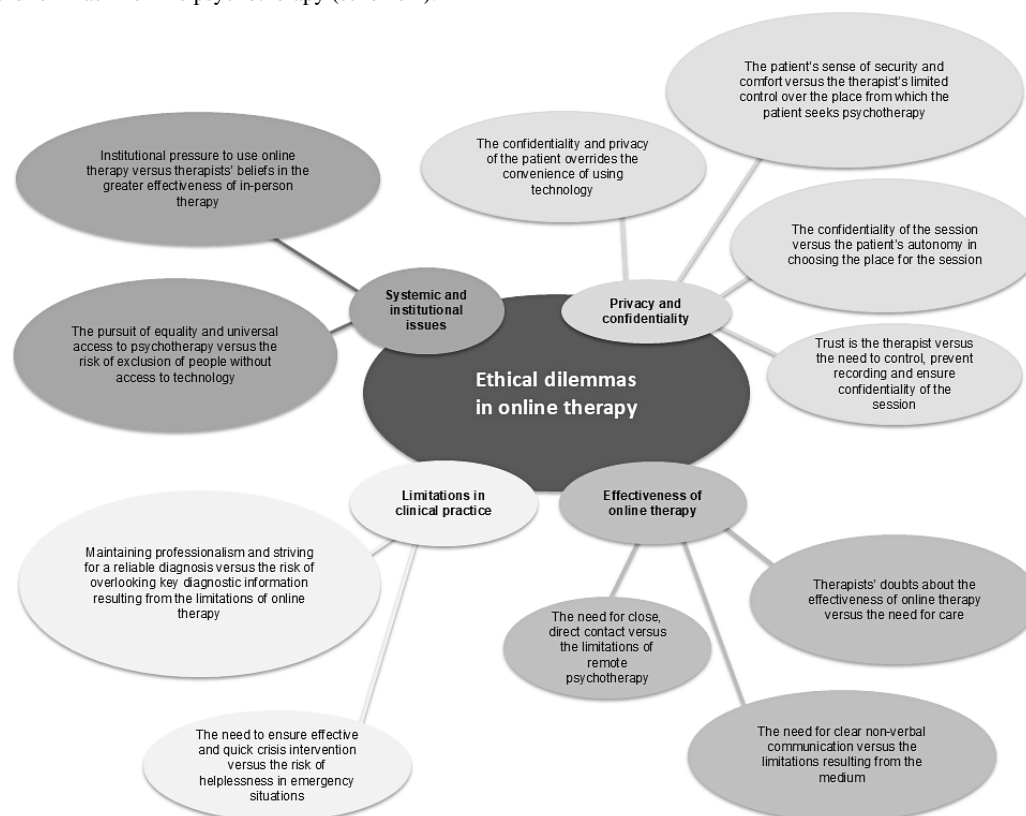 The patient's sense of security and
comfort versus the therapist's limited
control over the place from which the
patient seeks psychotherapy
The confidentiality and privacy
of the patient overrides the
convenience of using
technology
Institutional pressure to use online
therapy versus therapists' beliefs in the
greater effectiveness of in-person
therapy
The confidentiality of the session
versus the patient's autonomy in
choosing the place for the session
Systemic and
institutional
issues
Privacy and
confidentiality
The pursuit of equality and universal
access to psychotherapy versus the
risk of exclusion of people without
access to technology
Trust is the therapist versus
the need to control, prevent
recording and ensure
confidentiality of the
session
Ethical dilemmas
in online therapy
Limitations in
clinical practice
Effectiveness of
online therapy
Maintaining professionalism and striving
for a reliable diagnosis versus the risk of
overlooking key diagnostic information
resulting from the limitations of online
therapy
Therapists' doubts about the
effectiveness of online therapy
versus the need for care
The need for close,
direct contact versus
the limitations of
remote
psychotherapy
The need to ensure effective
and quick crisis intervention
versus the risk of
helplessness in emergency
situations
The need for clear non-verbal
communication versus the
limitations resulting from the
medium